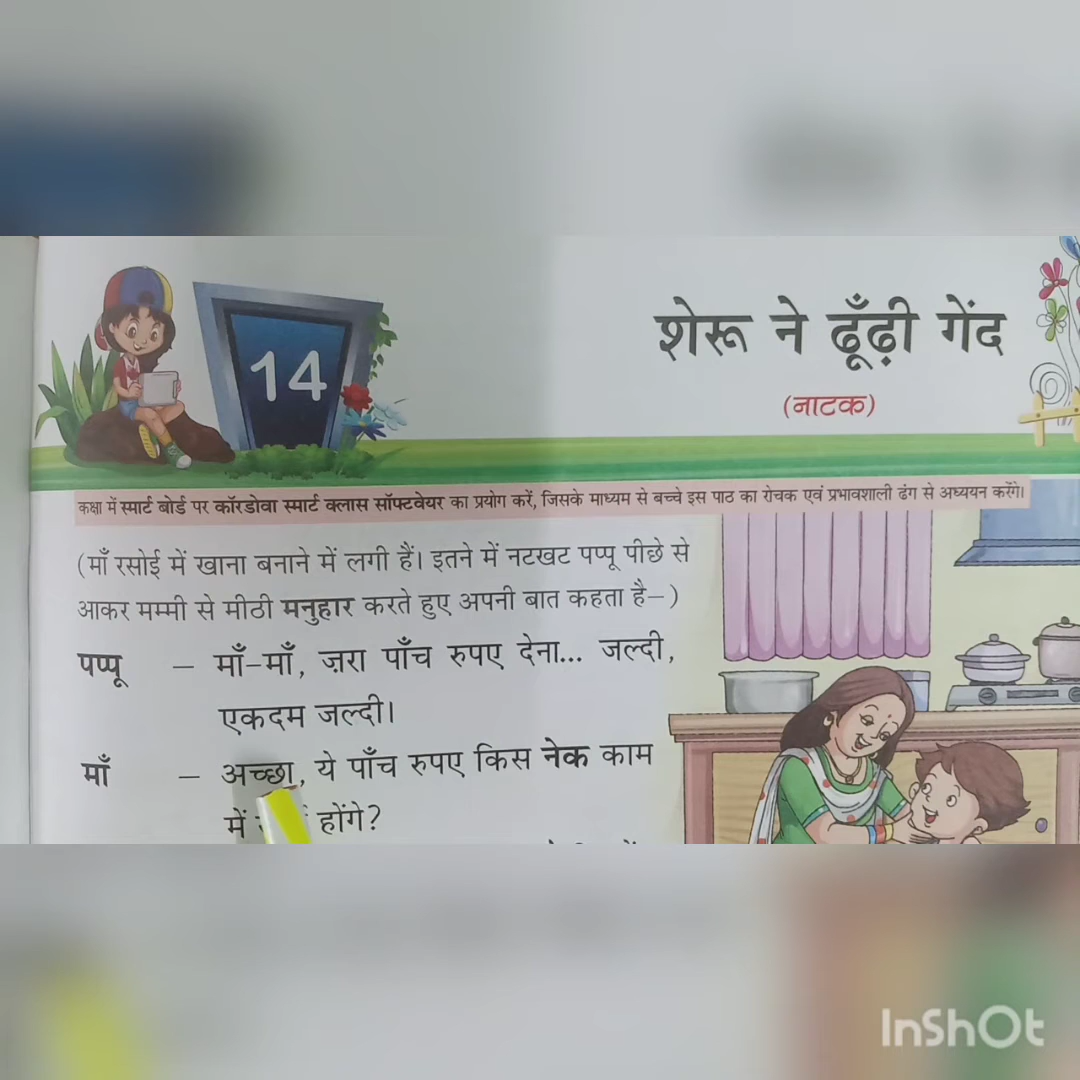 14
शेरू ने ढूँढ़ी गेंद
(नाटक)
कक्षा में स्मार्ट बोर्ड पर कॉरडोवा स्मार्ट क्लास सॉफ्टवेयर का प्रयोग करें, जिसके माध्यम से बच्चे इस पाठ का रोचक एवं प्रभावशाली ढंग से अध्ययन करेंगे।
(माँ रसोई में खाना बनाने में लगी हैं। इतने में नटखट पप्पू पीछे से
आकर मम्मी से मीठी मनुहार करते हुए अपनी बात कहता है–)
पप्पू – माँ-माँ, ज़रा पाँच रुपए देना... जल्दी,
एकदम जल्दी।
माँ – अच्छा, ये पाँच रुपए किस नेक काम
में होंगे?
InShOt